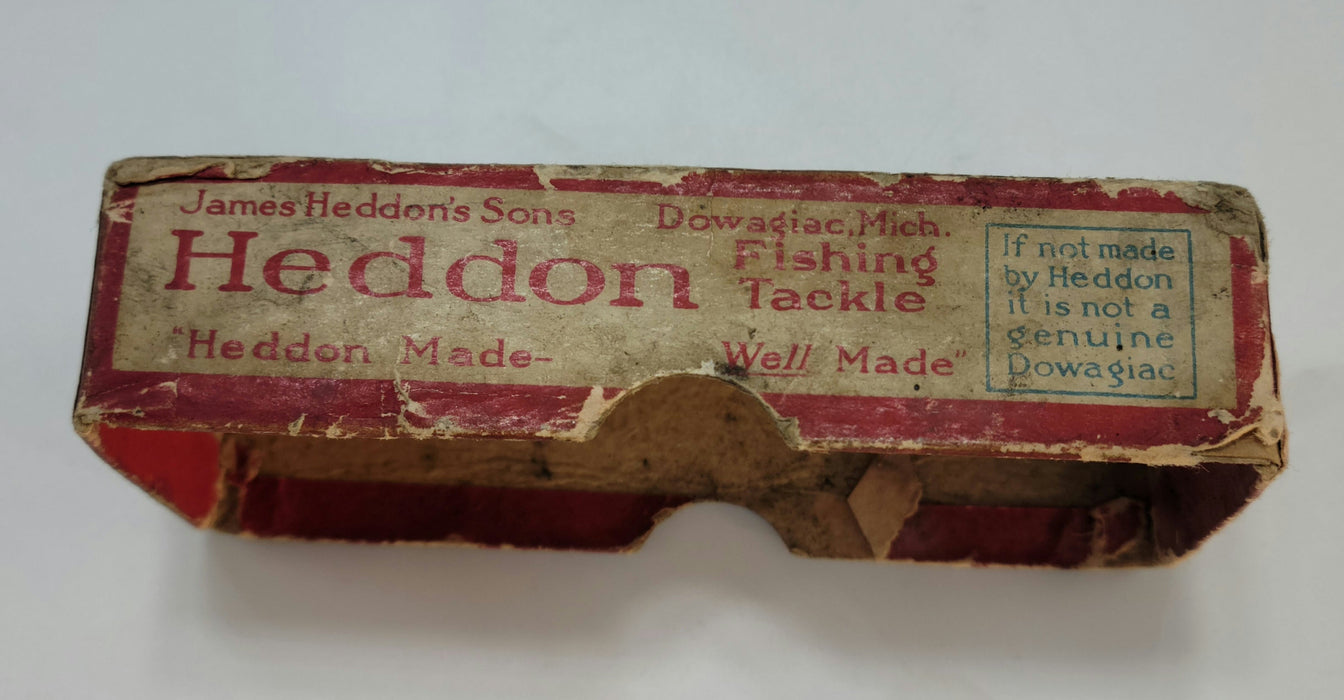 James Heddon's Sons Dowagiac, Mich.
Heddon Fishing Tackle
"Heddon Made- Well Made"
If not made
by Heddon
it is not a
genuine
Dowagiac